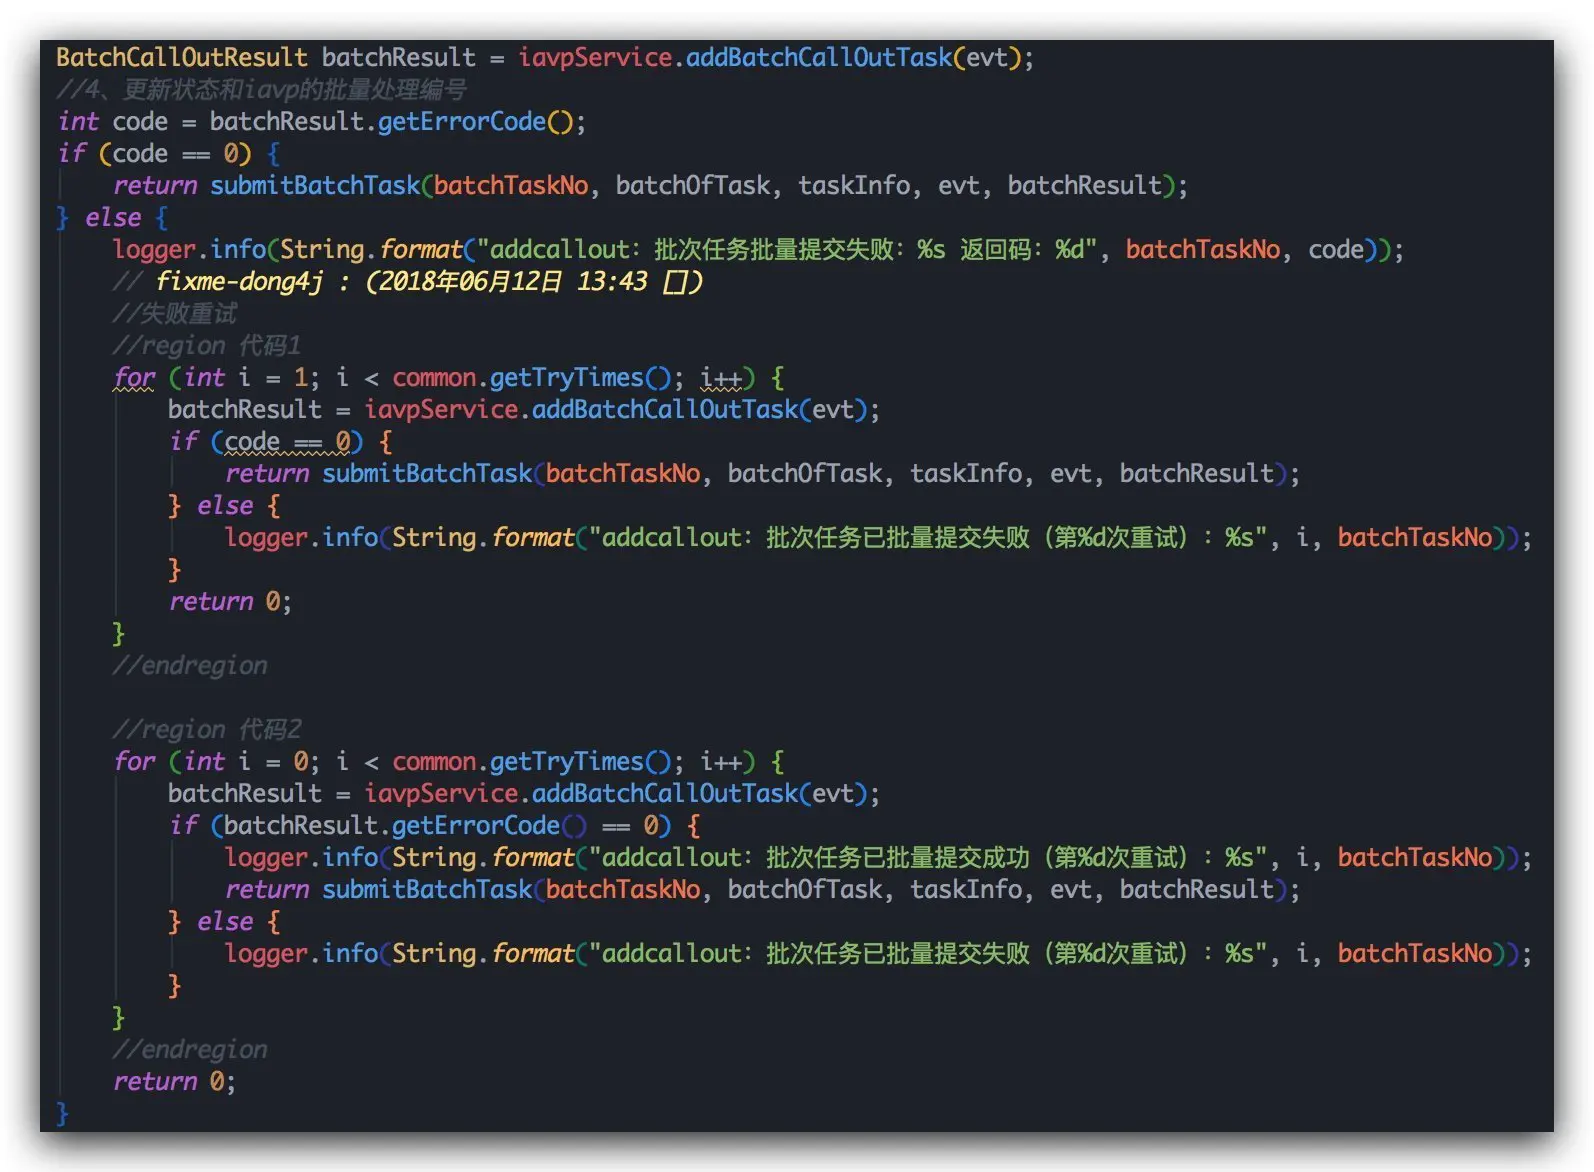 BatchCallOutResult batchResult = iavpService.addBatchCallOutTask(evt);
//4、更新状态和iavp的批量处理编号
int code = batchResult.getErrorCode();
if (code == 0) {
    return submitBatchTask(batchTaskNo, batchOfTask, taskInfo, evt, batchResult);
} else {
    logger.info(String.format("addcallout: 批次任务批量提交失败: %s 返回码: %d", batchTaskNo, code));
    // fixme-dong4j : (2018年06月12日 13:43 [])
    //失败重试
    //region 代码1
    for (int i = 1; i < common.getTryTimes(); i++) {
        batchResult = iavpService.addBatchCallOutTask(evt);
        if (code == 0) {
            return submitBatchTask(batchTaskNo, batchOfTask, taskInfo, evt, batchResult);
        } else {
            logger.info(String.format("addcallout: 批次任务已批量提交失败（第%d次重试）: %s", i, batchTaskNo));
        }
        return 0;
    }
    //endregion
    //region 代码2
    for (int i = 0; i < common.getTryTimes(); i++) {
        batchResult = iavpService.addBatchCallOutTask(evt);
        if (batchResult.getErrorCode() == 0) {
            logger.info(String.format("addcallout: 批次任务已批量提交成功（第%d次重试）: %s", i, batchTaskNo));
            return submitBatchTask(batchTaskNo, batchOfTask, taskInfo, evt, batchResult);
        } else {
            logger.info(String.format("addcallout: 批次任务已批量提交失败（第%d次重试）: %s", i, batchTaskNo));
        }
    }
    //endregion
    return 0;
}